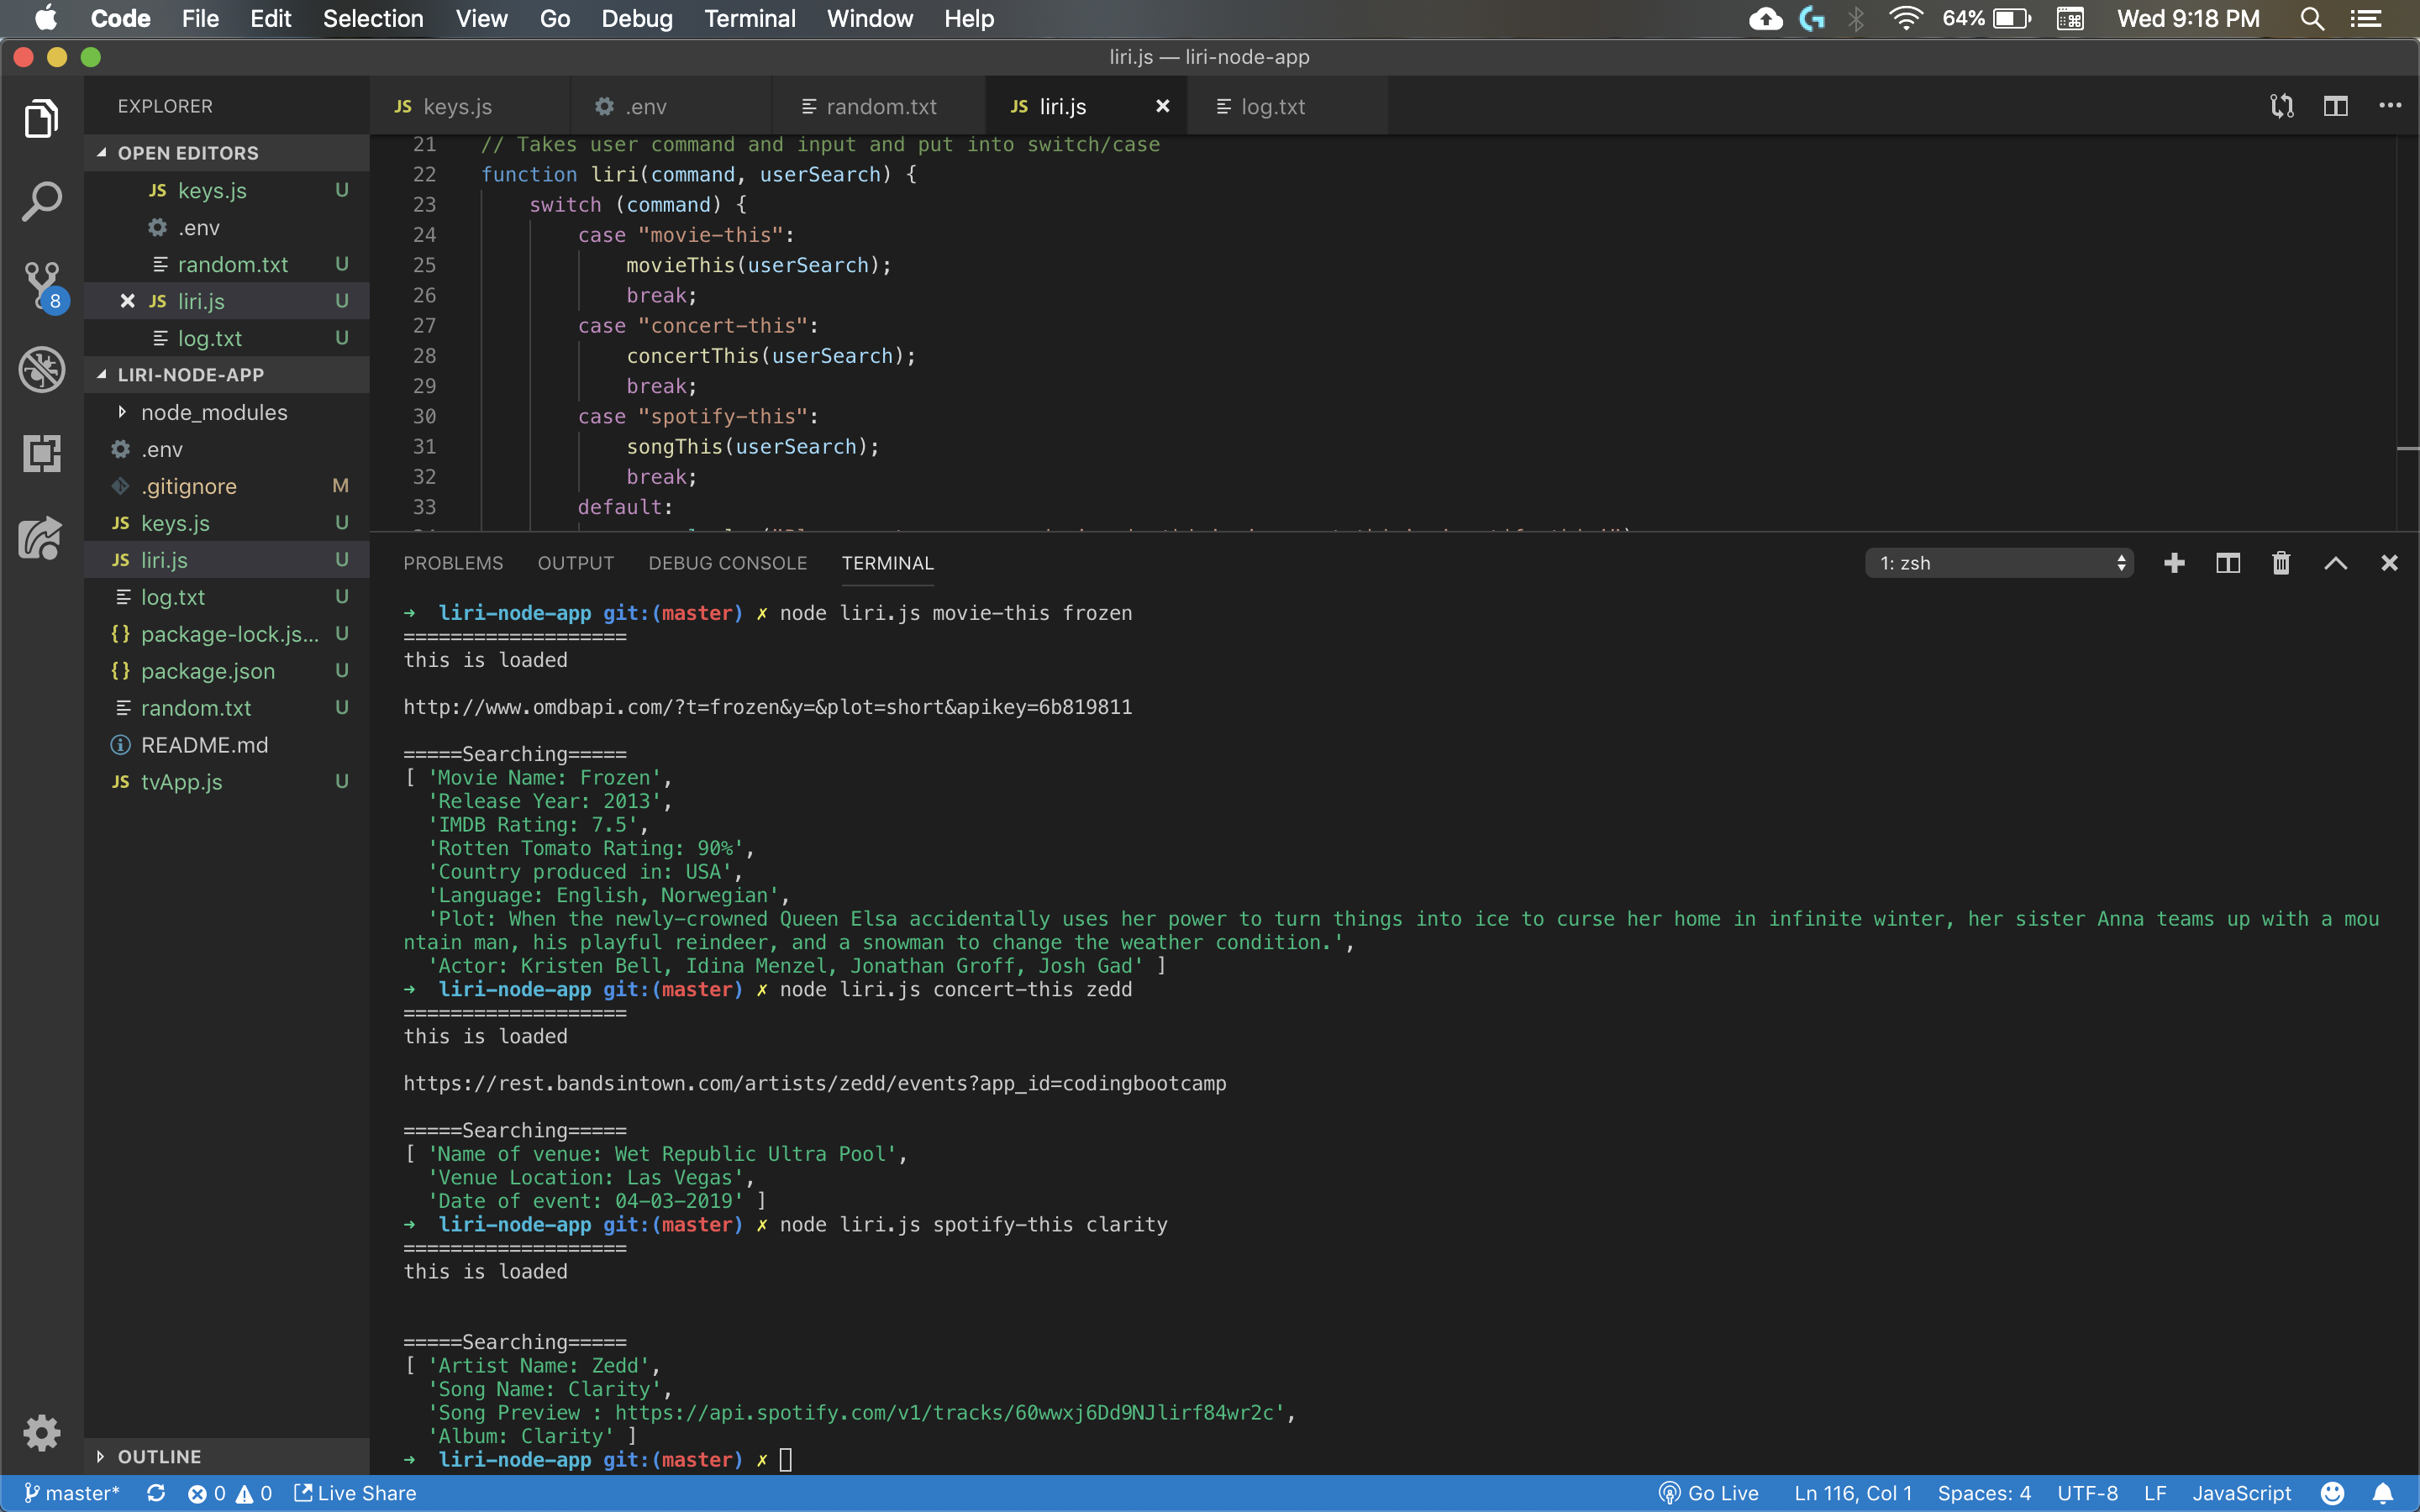 Code File Edit Selection View Go Debug Terminal Window Help 64% Wed 9:18 PM
liri.js — liri-node-app
EXPLORER
OPEN EDITORS
JS keys.js U
.env
random.txt U
JS liri.js U
log.txt U
LIRI-NODE-APP
node_modules
.env
.gitignore M
JS keys.js U
JS liri.js U
log.txt U
{} package-lock.js... U
{} package.json U
random.txt U
README.md
JS tvApp.js U
OUTLINE
8
JS keys.js .env random.txt JS liri.js log.txt
21 // Takes user command and input and put into switch/case
22 function liri(command, userSearch) {
23 switch (command) {
24 case "movie-this":
25 movieThis(userSearch);
26 break;
27 case "concert-this":
28 concertThis(userSearch);
29 break;
30 case "spotify-this":
31 songThis(userSearch);
32 break;
33 default:
PROBLEMS OUTPUT DEBUG CONSOLE TERMINAL 1: zsh
➜ liri-node-app git:(master) ✗ node liri.js movie-this frozen
===================
this is loaded
http://www.omdbapi.com/?t=frozen&y=&plot=short&apikey=6b819811
=====Searching=====
[ 'Movie Name: Frozen',
'Release Year: 2013',
'IMDB Rating: 7.5',
'Rotten Tomato Rating: 90%',
'Country produced in: USA',
'Language: English, Norwegian',
'Plot: When the newly-crowned Queen Elsa accidentally uses her power to turn things into ice to curse her home in infinite winter, her sister Anna teams up with a mou
ntain man, his playful reindeer, and a snowman to change the weather condition.',
'Actor: Kristen Bell, Idina Menzel, Jonathan Groff, Josh Gad' ]
➜ liri-node-app git:(master) ✗ node liri.js concert-this zedd
===================
this is loaded
https://rest.bandsintown.com/artists/zedd/events?app_id=codingbootcamp
=====Searching=====
[ 'Name of venue: Wet Republic Ultra Pool',
'Venue Location: Las Vegas',
'Date of event: 04-03-2019' ]
➜ liri-node-app git:(master) ✗ node liri.js spotify-this clarity
===================
this is loaded
=====Searching=====
[ 'Artist Name: Zedd',
'Song Name: Clarity',
'Song Preview : https://api.spotify.com/v1/tracks/60wwxj6Dd9NJlirf84wr2c',
'Album: Clarity' ]
➜ liri-node-app git:(master) ✗
master* 0 0 Live Share Go Live Ln 116, Col 1 Spaces: 4 UTF-8 LF JavaScript